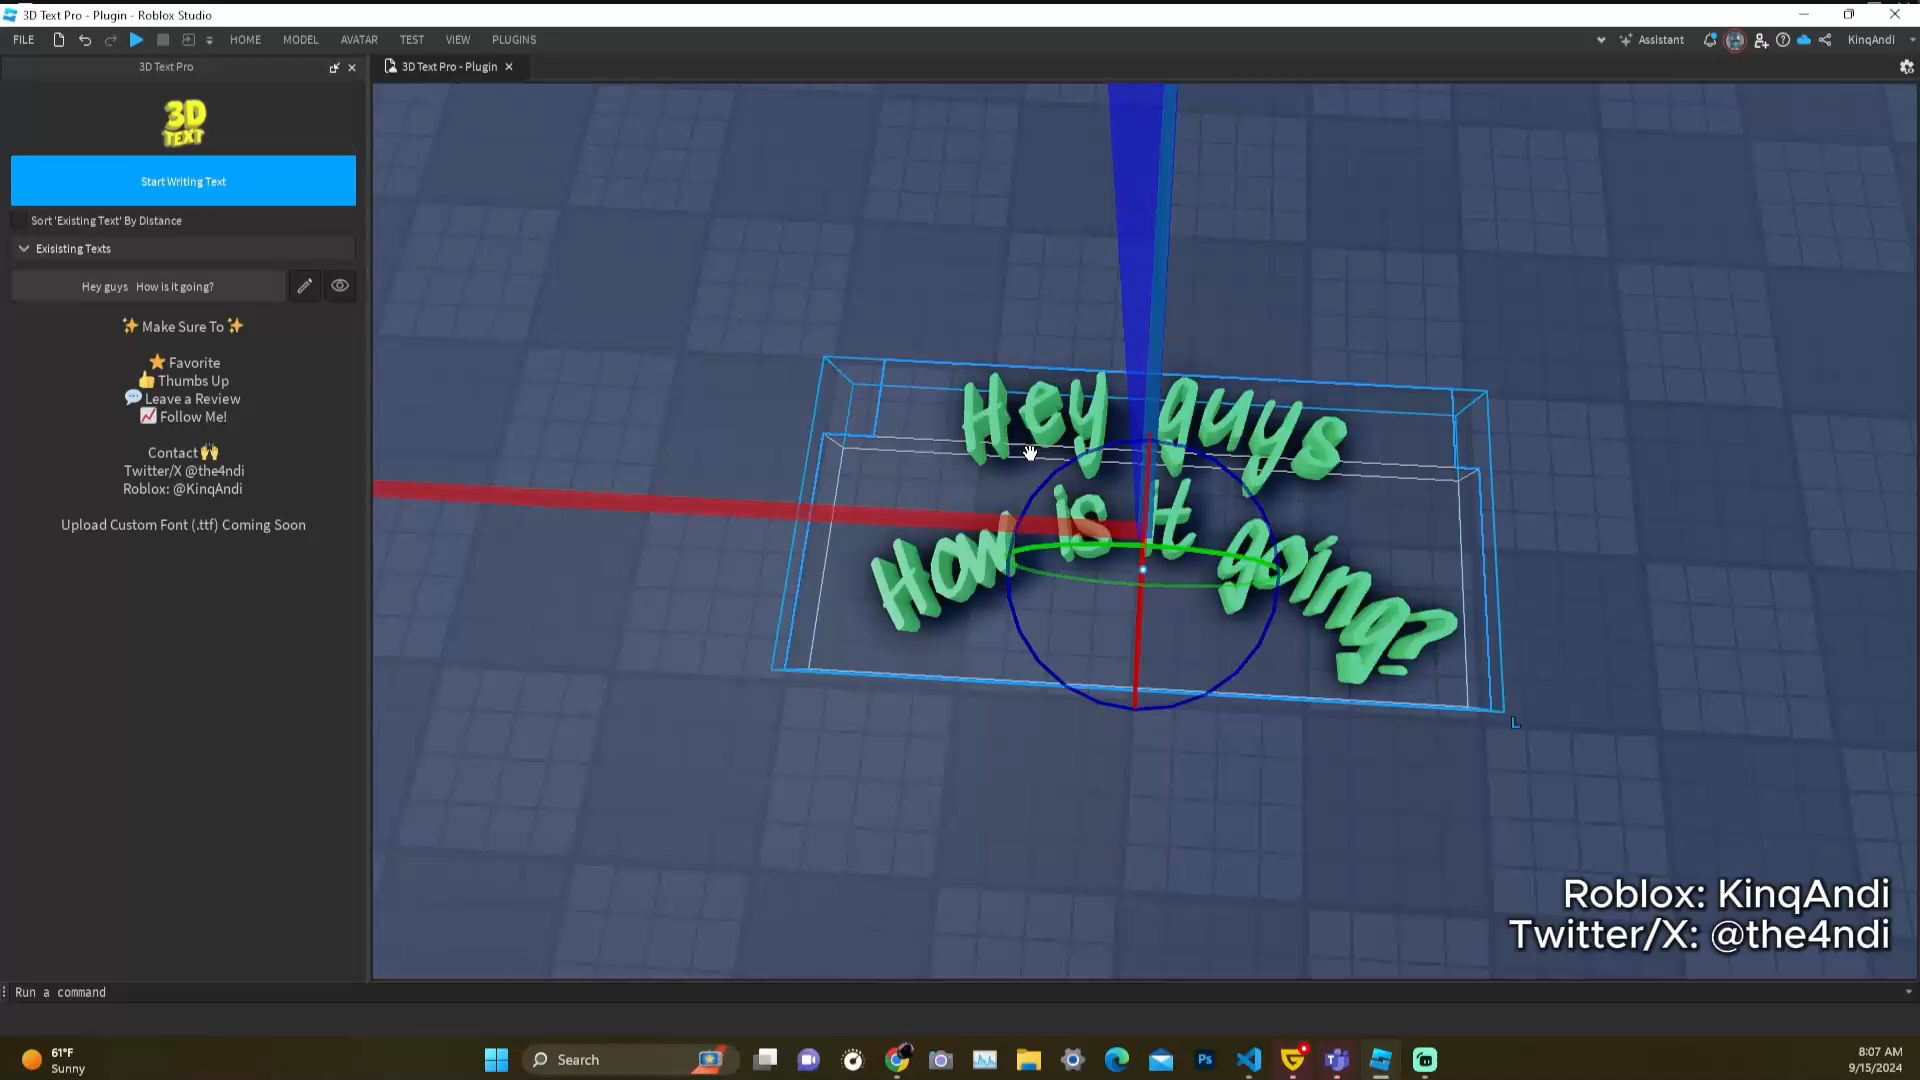 3D Text Pro - Plugin - Roblox Studio
FILE HOME MODEL AVATAR TEST VIEW PLUGINS Assistant KinqAndi
3D Text Pro
3D Text Pro - Plugin
3D
TEXT
Start Writing Text
Sort 'Existing Text' By Distance
Exisisting Texts
Hey guys How is it going?
✨ Make Sure To ✨
⭐ Favorite
👍 Thumbs Up
💬 Leave a Review
📈 Follow Me!
Contact 🙌
Twitter/X @the4ndi
Roblox: @KinqAndi
Upload Custom Font (.ttf) Coming Soon
Hey guys
How is it going?
L
Roblox: KinqAndi
Twitter/X: @the4ndi
Run a command
61°F
Sunny
Search
Ps
8:07 AM
9/15/2024